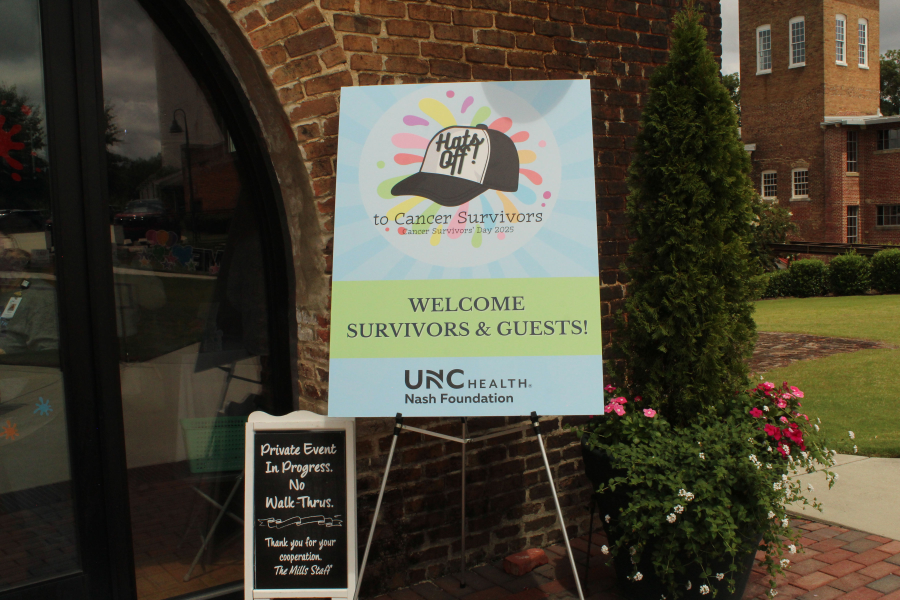 Hats
Off!
to Cancer Survivors
Cancer Survivors' Day 2025
WELCOME
SURVIVORS & GUESTS!
UNC HEALTH®
Nash Foundation
Private Event
In Progress.
No
Walk-Thrus.
Thank you for your
cooperation.
The Mills Staff